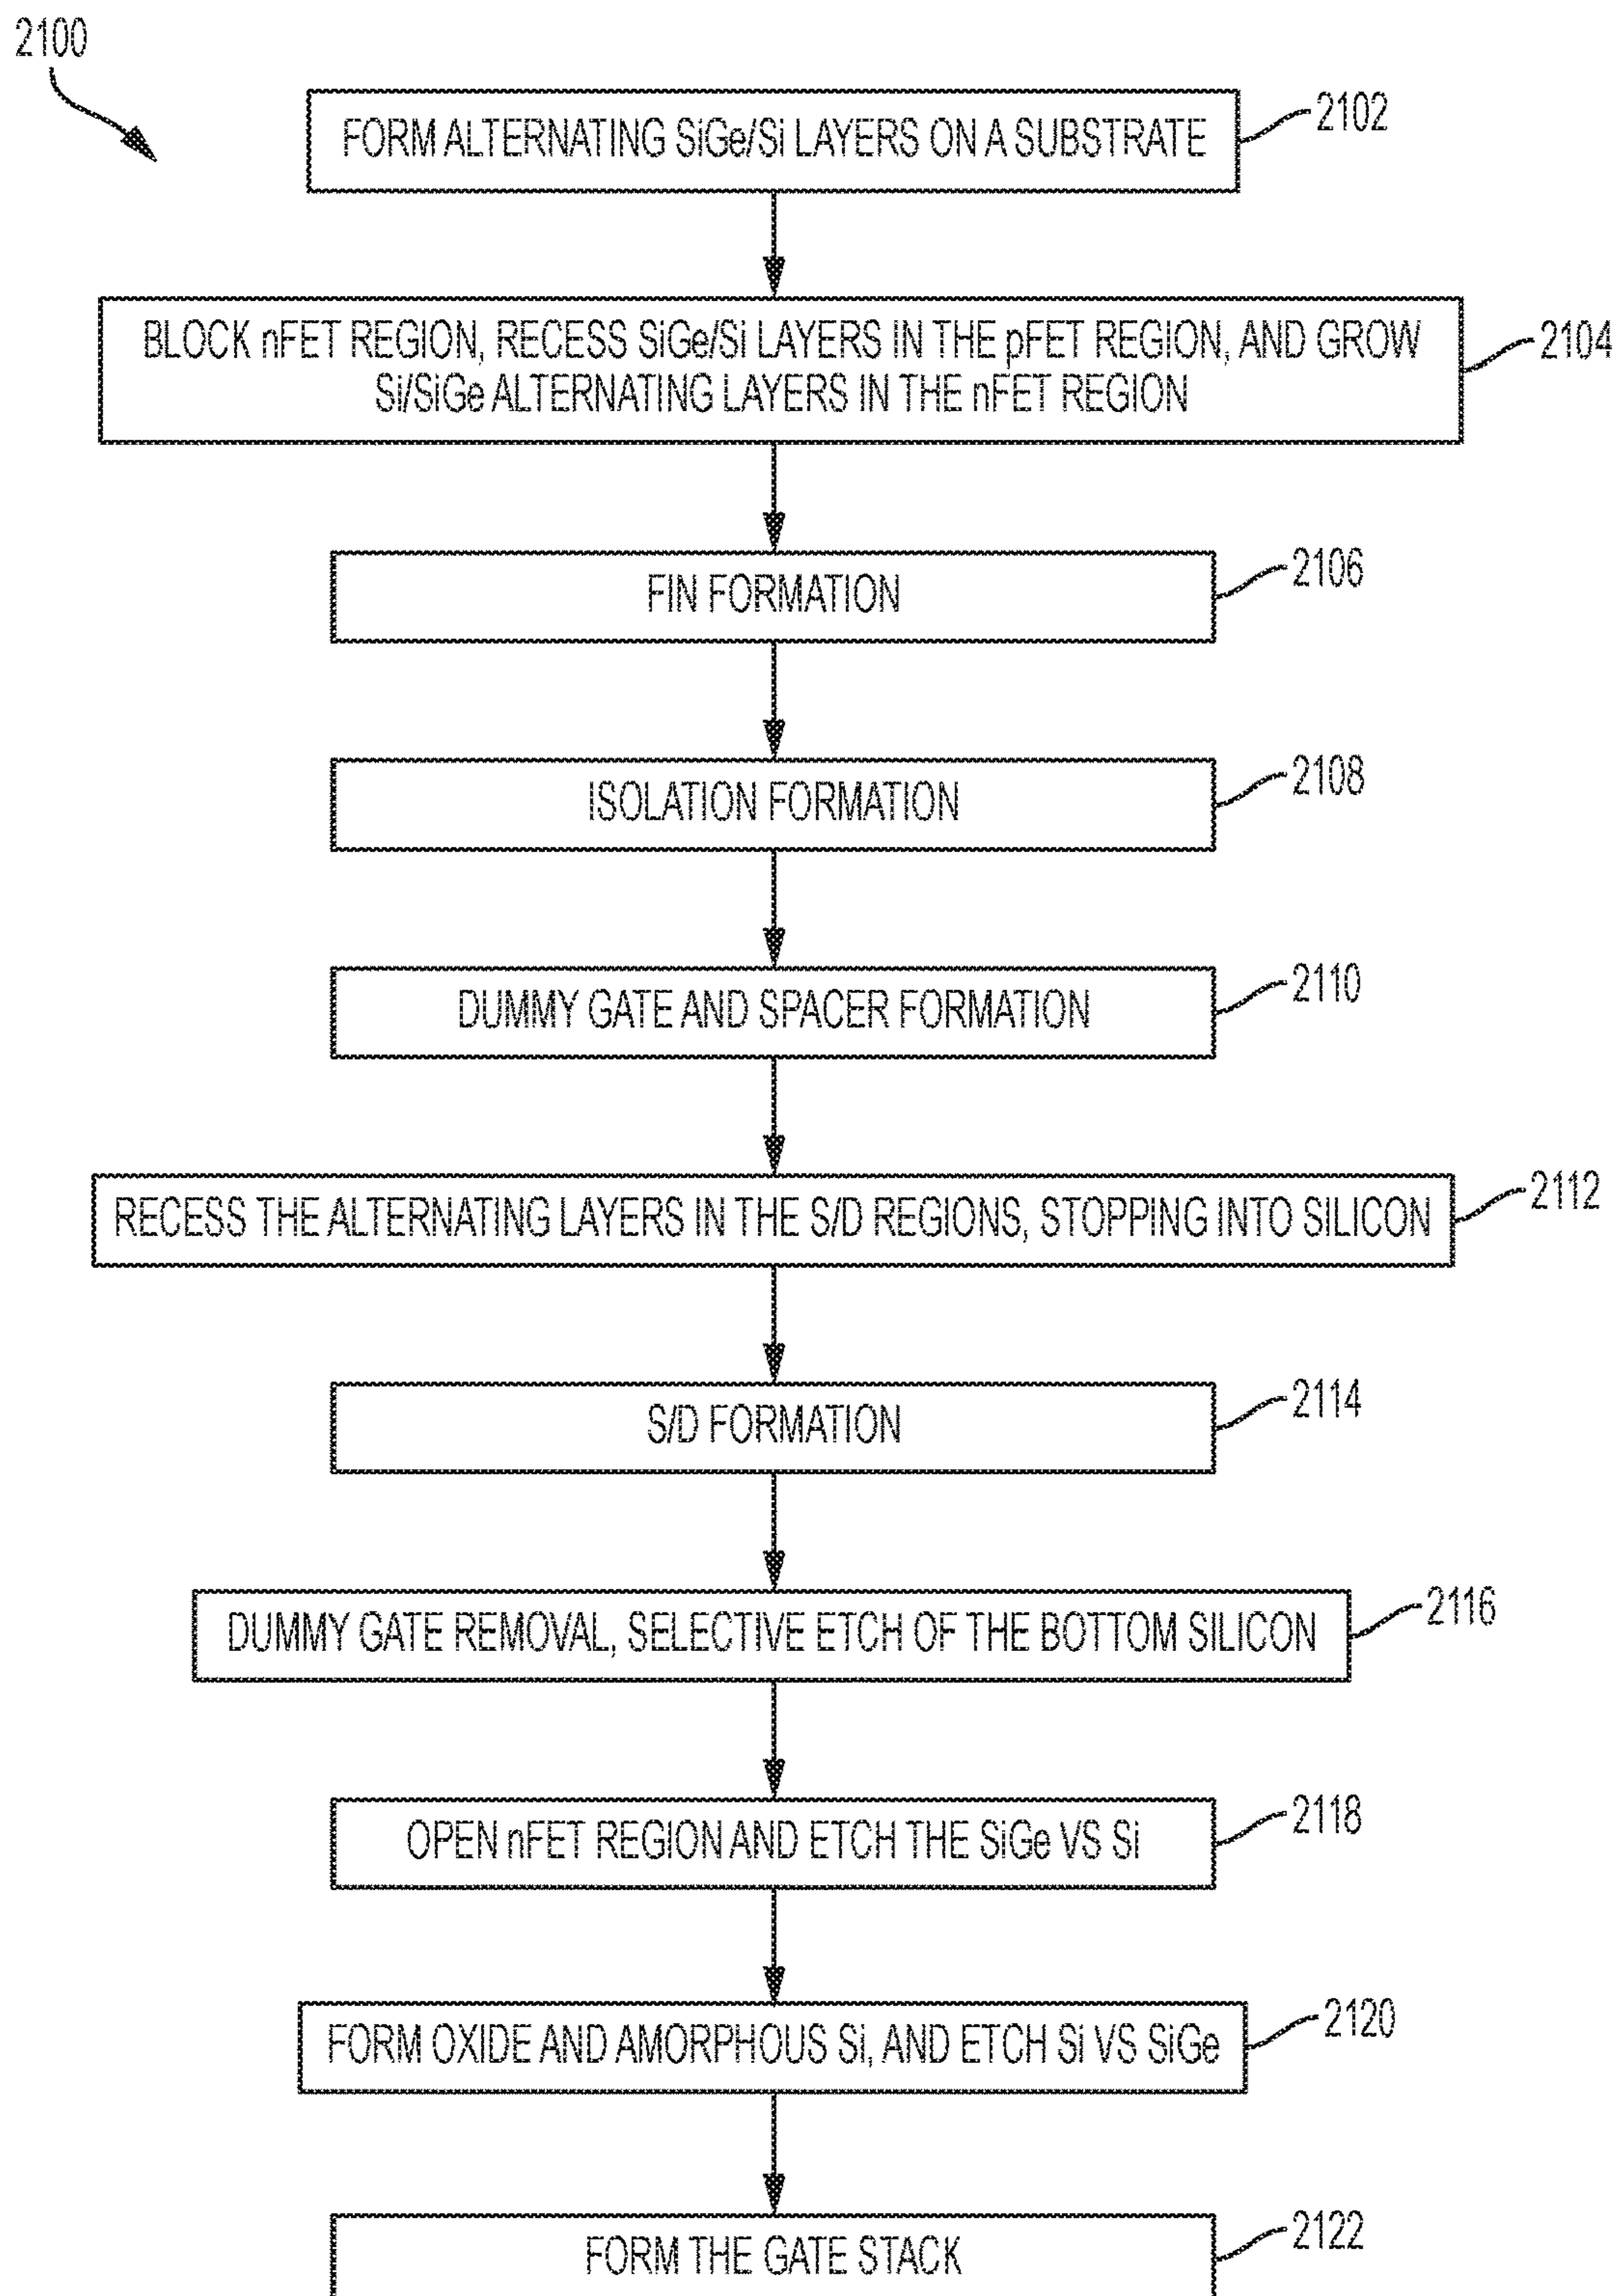 2100
FORM ALTERNATING SiGe/Si LAYERS ON A SUBSTRATE
2102
BLOCK nFET REGION, RECESS SiGe/Si LAYERS IN THE pFET REGION, AND GROW
Si/SiGe ALTERNATING LAYERS IN THE nFET REGION
2104
FIN FORMATION
2106
ISOLATION FORMATION
2108
DUMMY GATE AND SPACER FORMATION
2110
RECESS THE ALTERNATING LAYERS IN THE S/D REGIONS, STOPPING INTO SILICON
2112
S/D FORMATION
2114
DUMMY GATE REMOVAL, SELECTIVE ETCH OF THE BOTTOM SILICON
2116
OPEN nFET REGION AND ETCH THE SiGe VS Si
2118
FORM OXIDE AND AMORPHOUS Si, AND ETCH Si VS SiGe
2120
FORM THE GATE STACK
2122